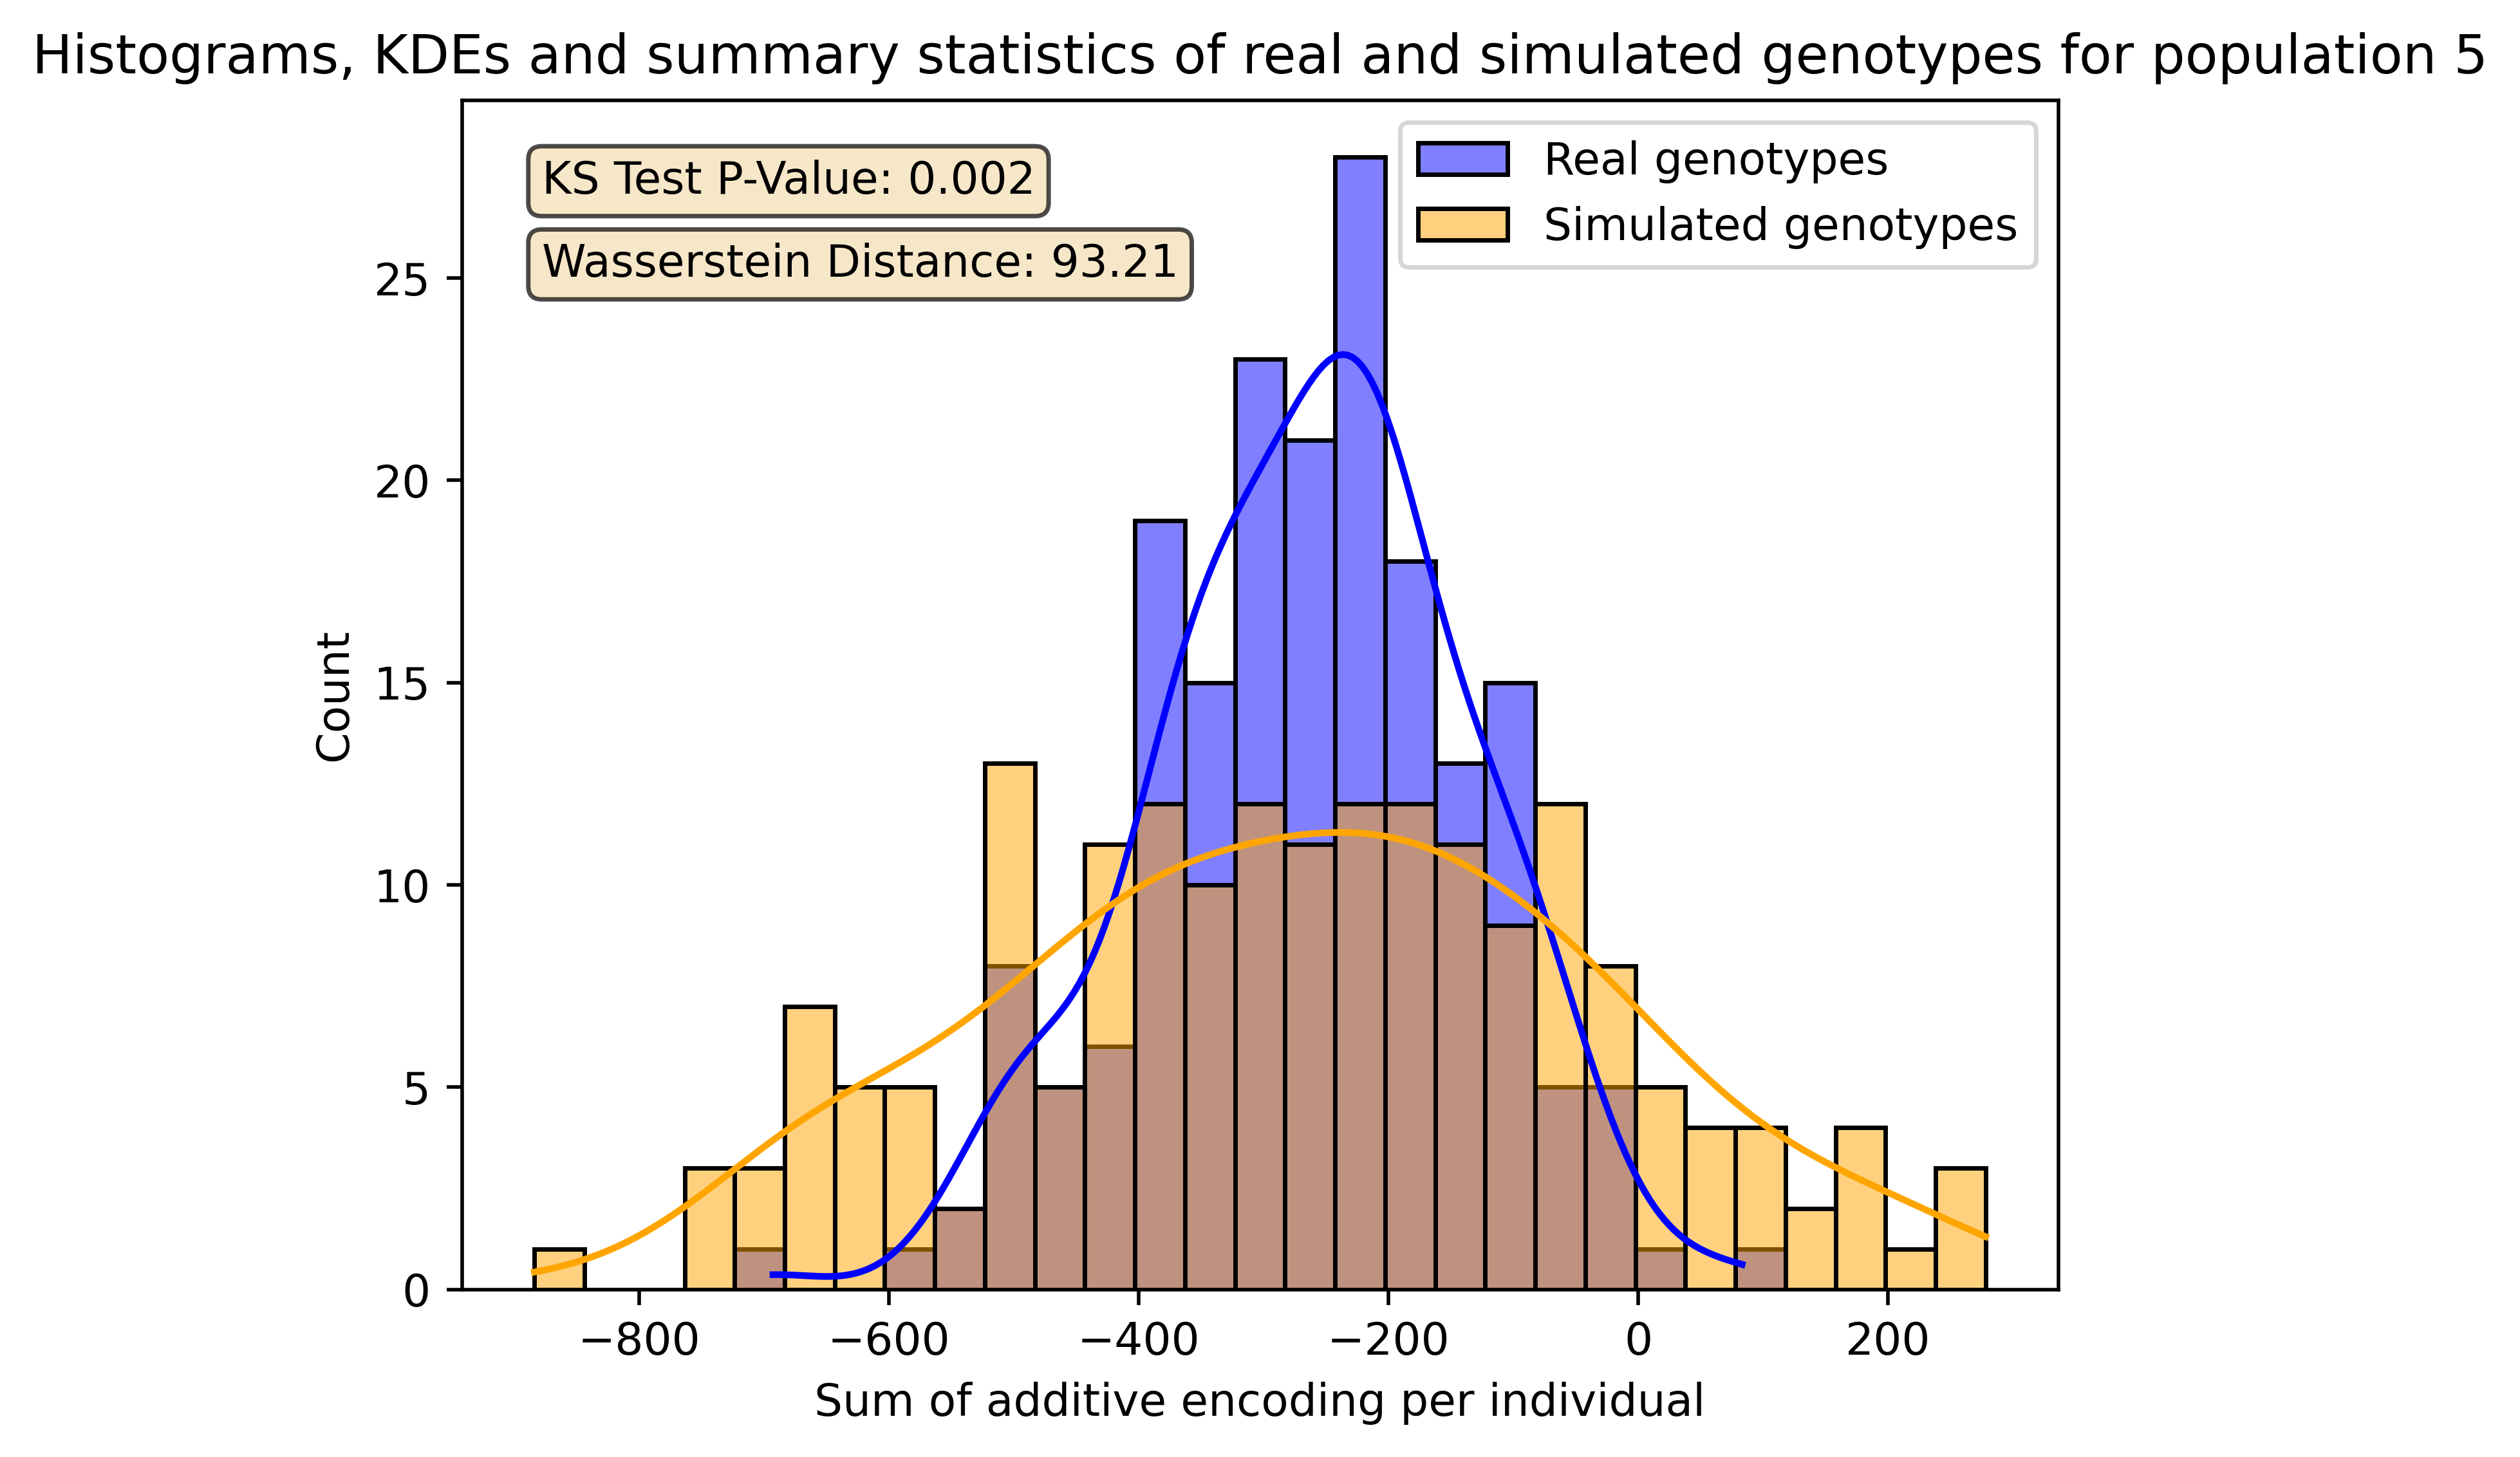 Histograms, KDEs and summary statistics of real and simulated genotypes for population 5
KS Test P-Value: 0.002
Wasserstein Distance: 93.21
Real genotypes
Simulated genotypes
Count
25
20
15
10
5
0
−800 −600 −400 −200 0 200
Sum of additive encoding per individual